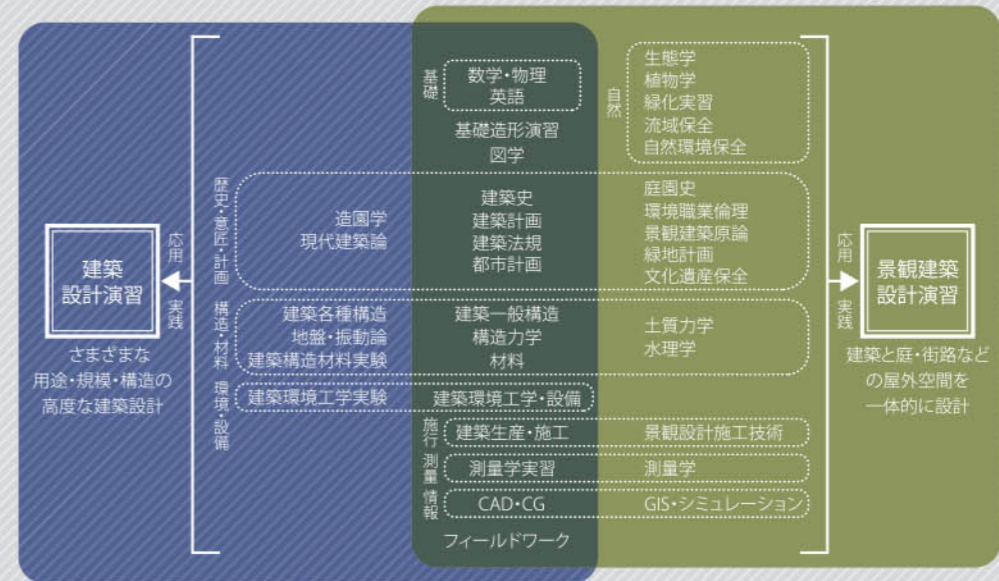 基礎
数学・物理
英語
基礎造形演習
図学
自然
生態学
植物学
緑化実習
流域保全
自然環境保全
歴史・意匠・計画
造園学
現代建築論
建築史
建築計画
建築法規
都市計画
庭園史
環境職業倫理
景観建築原論
緑地計画
文化遺産保全
構造・材料
建築各種構造
地盤・振動論
建築構造材料実験
建築一般構造
構造力学
材料
土質力学
水理学
環境・設備
建築環境工学実験
建築環境工学・設備
施行
建築生産・施工
景観設計施工技術
測量
測量学実習
測量学
情報
CAD・CG
GIS・シミュレーション
フィールドワーク
応用
実践
建築
設計演習
さまざまな
用途・規模・構造の
高度な建築設計
応用
実践
景観建築
設計演習
建築と庭・街路など
の屋外空間を
一体的に設計